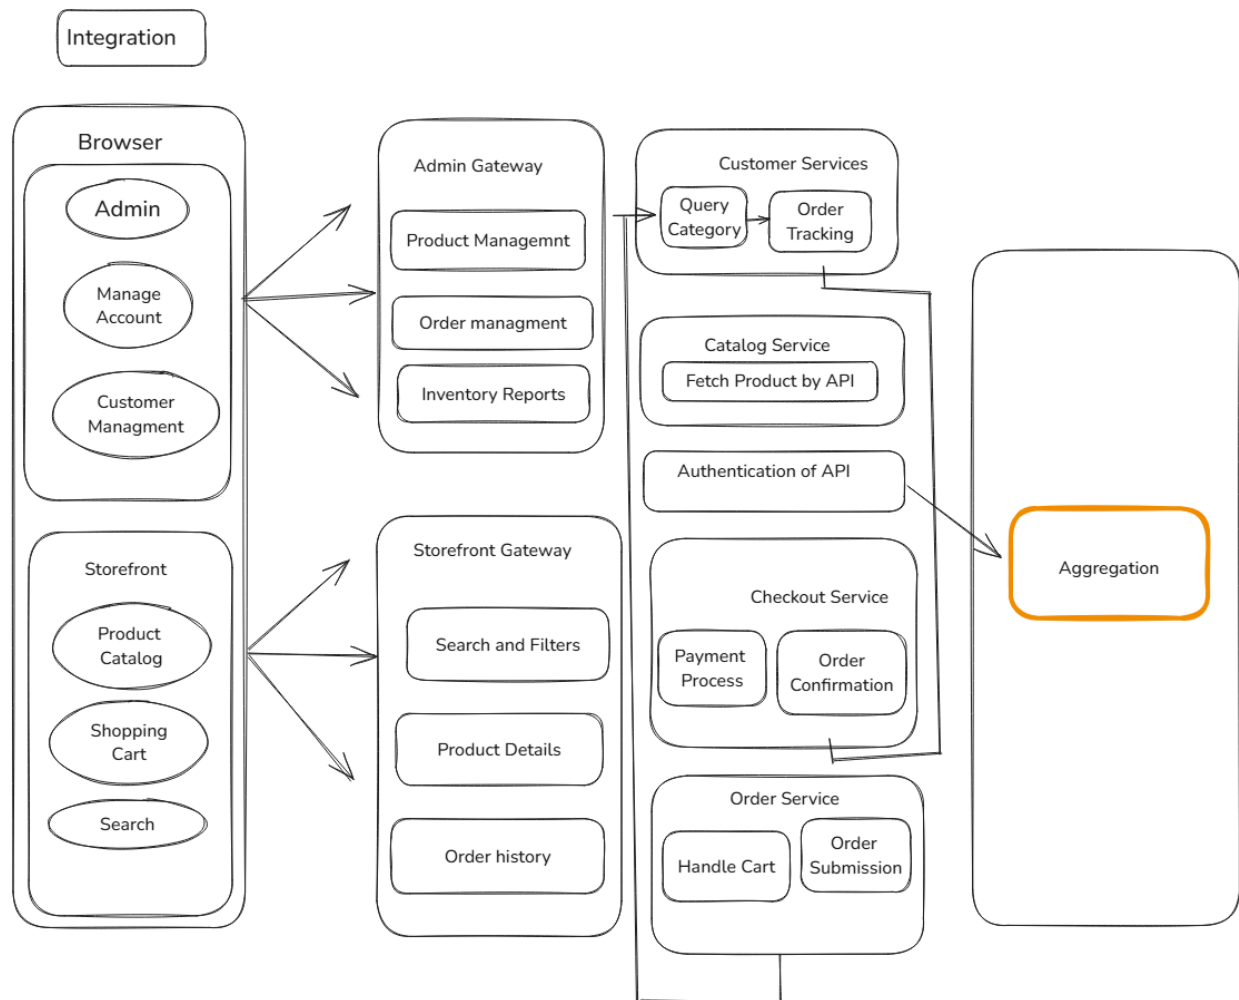 Integration
Browser
Admin
Manage
Account
Customer
Managment
Storefront
Product
Catalog
Shopping
Cart
Search
Admin Gateway
Product Managemnt
Order managment
Inventory Reports
Storefront Gateway
Search and Filters
Product Details
Order history
Customer Services
Query
Category
Order
Tracking
Catalog Service
Fetch Product by API
Authentication of API
Checkout Service
Payment
Process
Order
Confirmation
Order Service
Handle Cart
Order
Submission
Aggregation